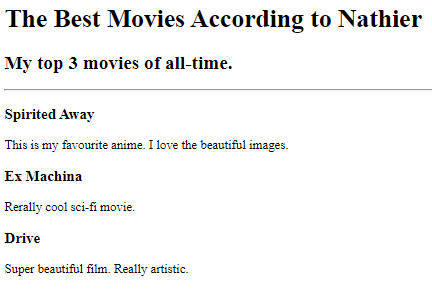 The Best Movies According to Nathier
My top 3 movies of all-time.
Spirited Away
This is my favourite anime. I love the beautiful images.
Ex Machina
Rerally cool sci-fi movie.
Drive
Super beautiful film. Really artistic.